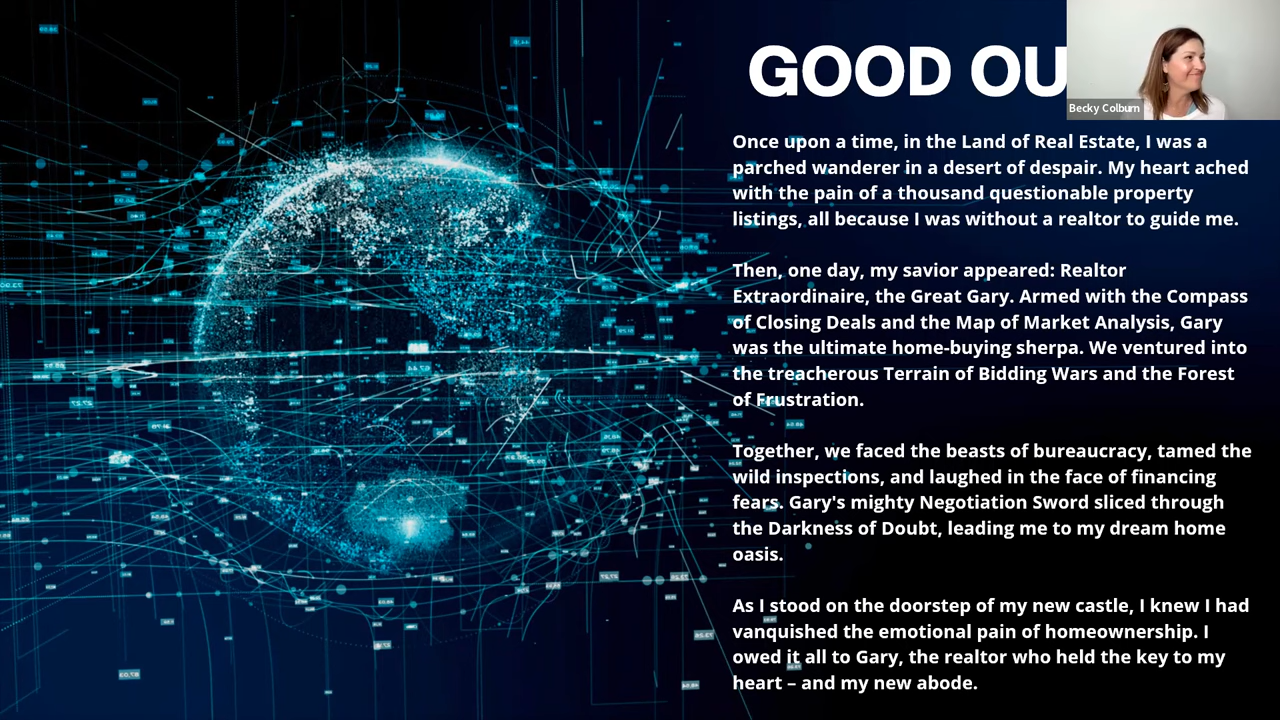 GOOD OU
Becky Colburn
Once upon a time, in the Land of Real Estate, I was a
parched wanderer in a desert of despair. My heart ached
with the pain of a thousand questionable property
listings, all because I was without a realtor to guide me.
Then, one day, my savior appeared: Realtor
Extraordinaire, the Great Gary. Armed with the Compass
of Closing Deals and the Map of Market Analysis, Gary
was the ultimate home-buying sherpa. We ventured into
the treacherous Terrain of Bidding Wars and the Forest
of Frustration.
Together, we faced the beasts of bureaucracy, tamed the
wild inspections, and laughed in the face of financing
fears. Gary's mighty Negotiation Sword sliced through
the Darkness of Doubt, leading me to my dream home
oasis.
As I stood on the doorstep of my new castle, I knew I had
vanquished the emotional pain of homeownership. I
owed it all to Gary, the realtor who held the key to my
heart – and my new abode.